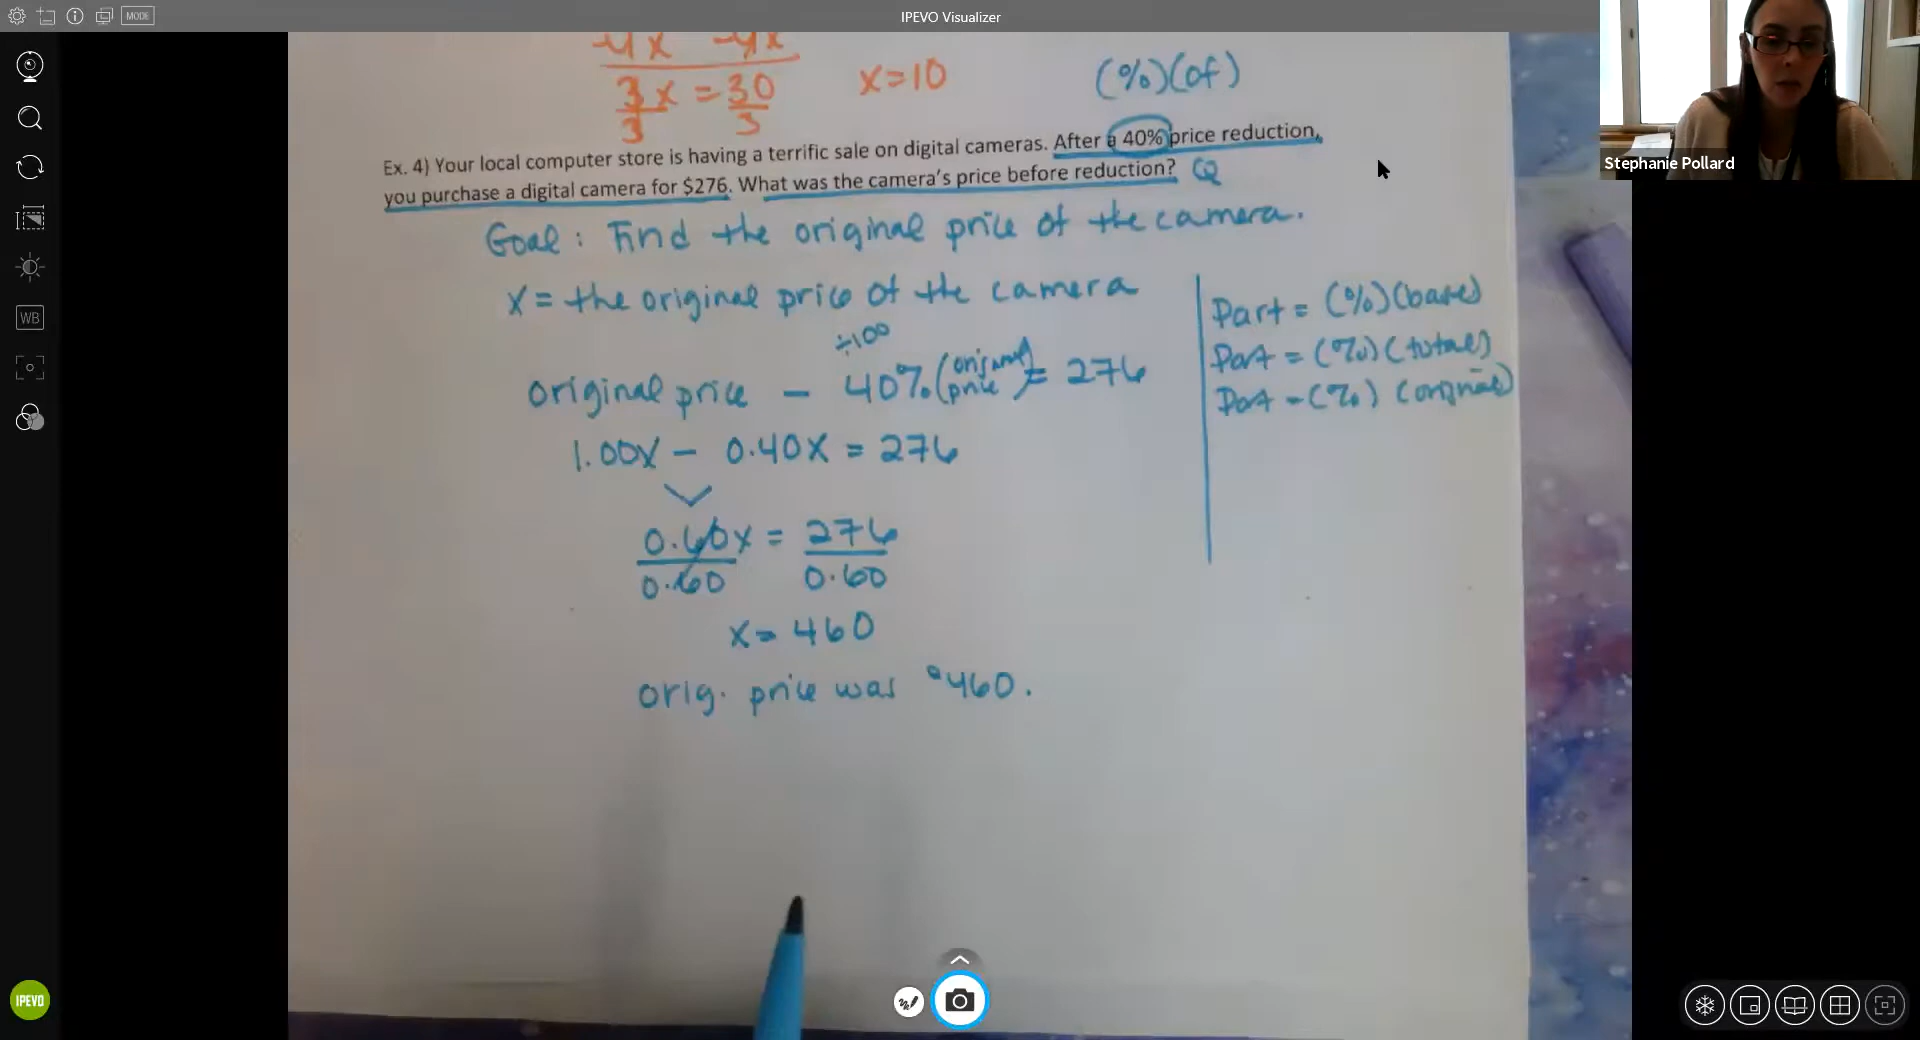 MODE
IPEVO Visualizer
-4x -4x
3x = 30
3 3
x=10
(%)(of)
Ex. 4) Your local computer store is having a terrific sale on digital cameras. After a 40% price reduction,
you purchase a digital camera for $276. What was the camera's price before reduction? Q
Stephanie Pollard
Goal: Find the original price of the camera.
x = the original price of the camera
÷100
original price - 40% (original price) = 276
1.00x - 0.40x = 276
0.60x = 276
0.60 0.60
x = 460
orig. price was $460.
Part = (%)(base)
Part = (%)(total)
Part = (%)(original)
WB
IPEVO